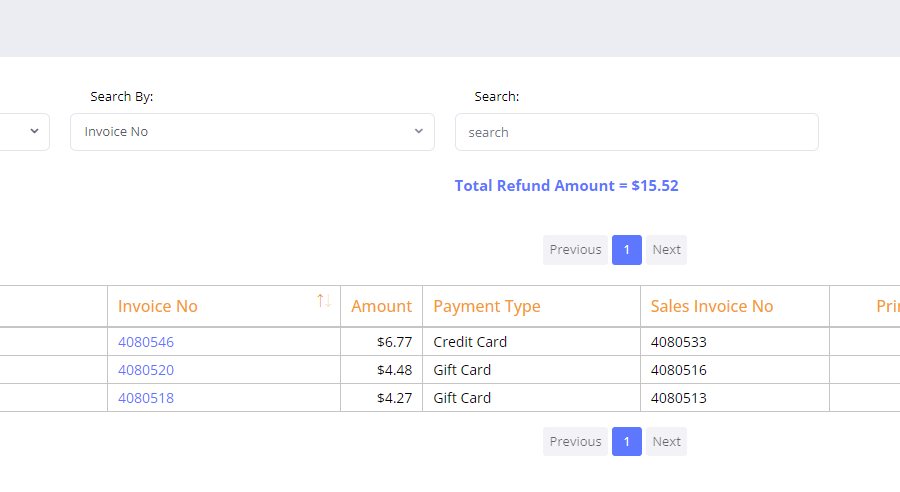 Search By: Search:
Invoice No search
Total Refund Amount = $15.52
Previous 1 Next
Invoice No Amount Payment Type Sales Invoice No
4080546 $6.77 Credit Card 4080533
4080520 $4.48 Gift Card 4080516
4080518 $4.27 Gift Card 4080513
Previous 1 Next